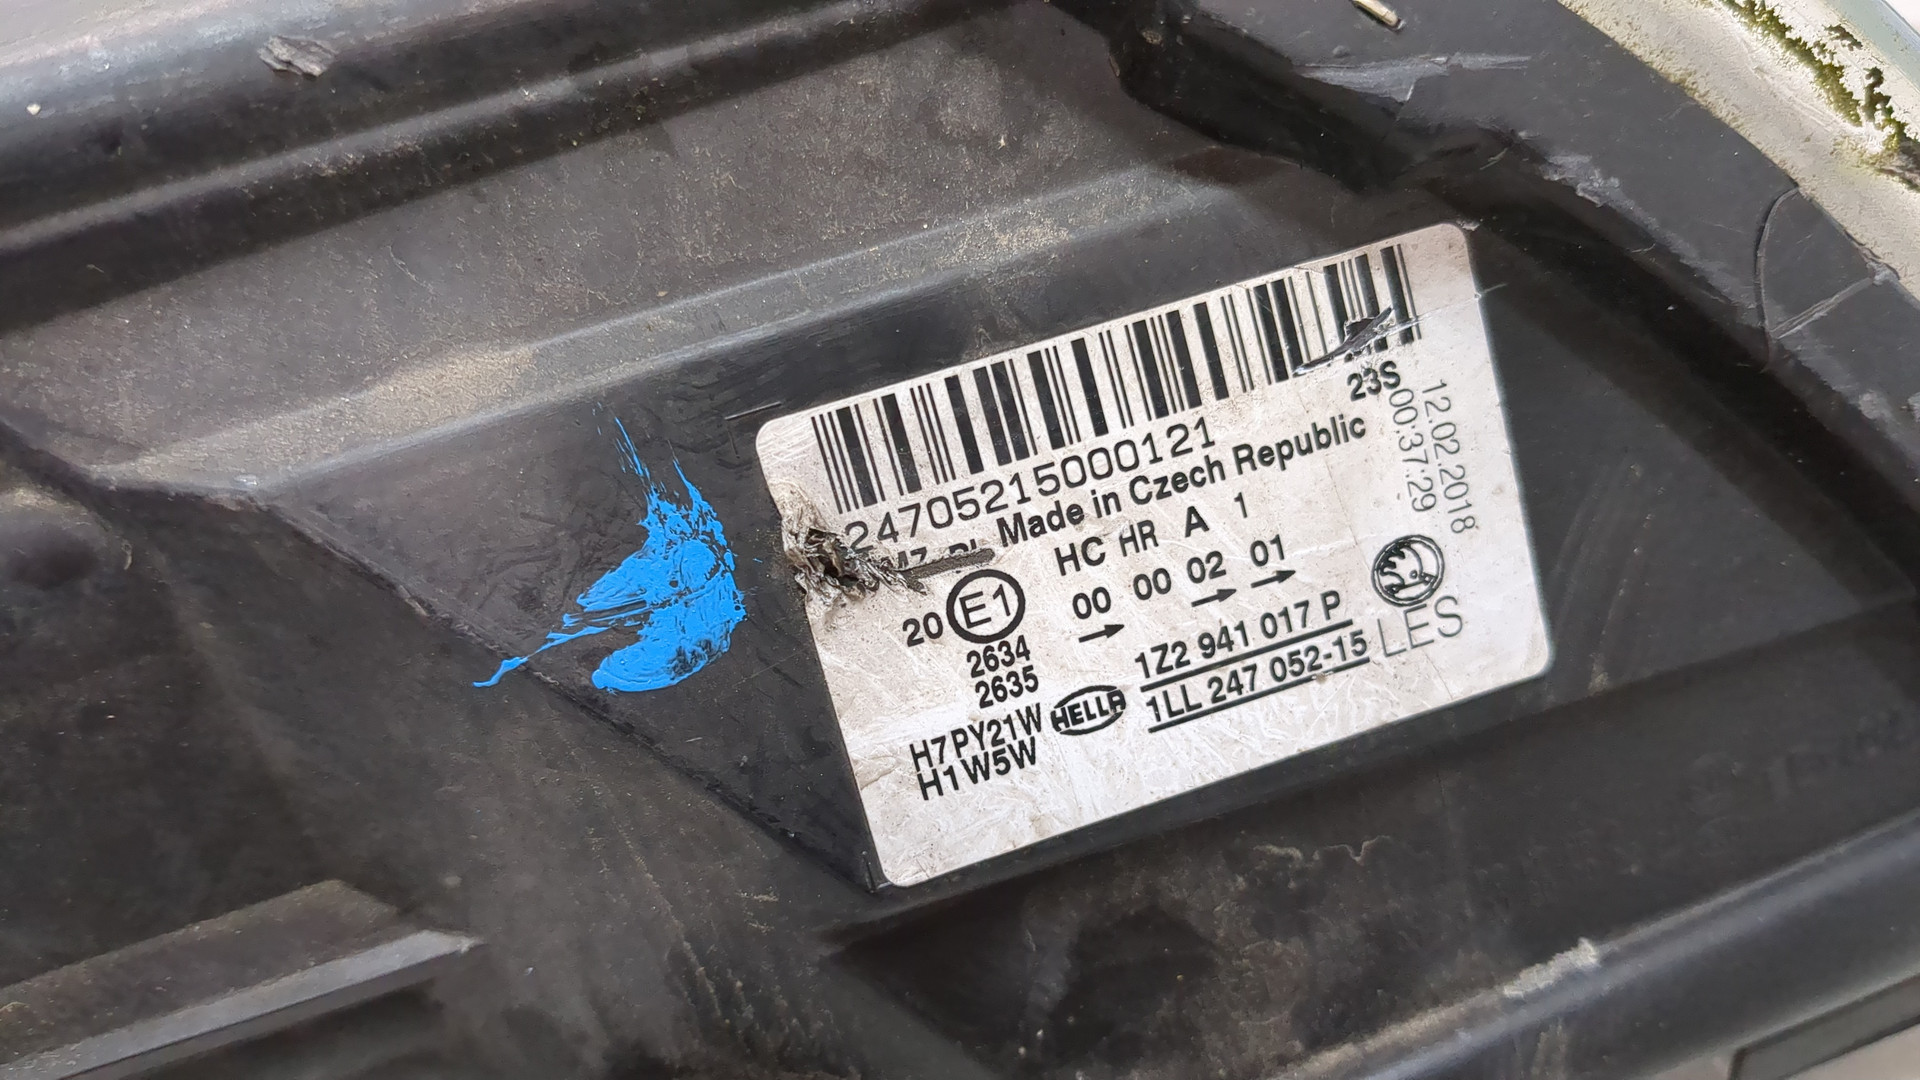 24705215000121
23S
Made in Czech Republic
12.02.2018
00:37:29
HC HR A 1
20 E1
00 00 02 01
2634
2635
1Z2 941 017 P
LES
HELLA
1LL 247 052-15
H7 PY21W
H1 W5W